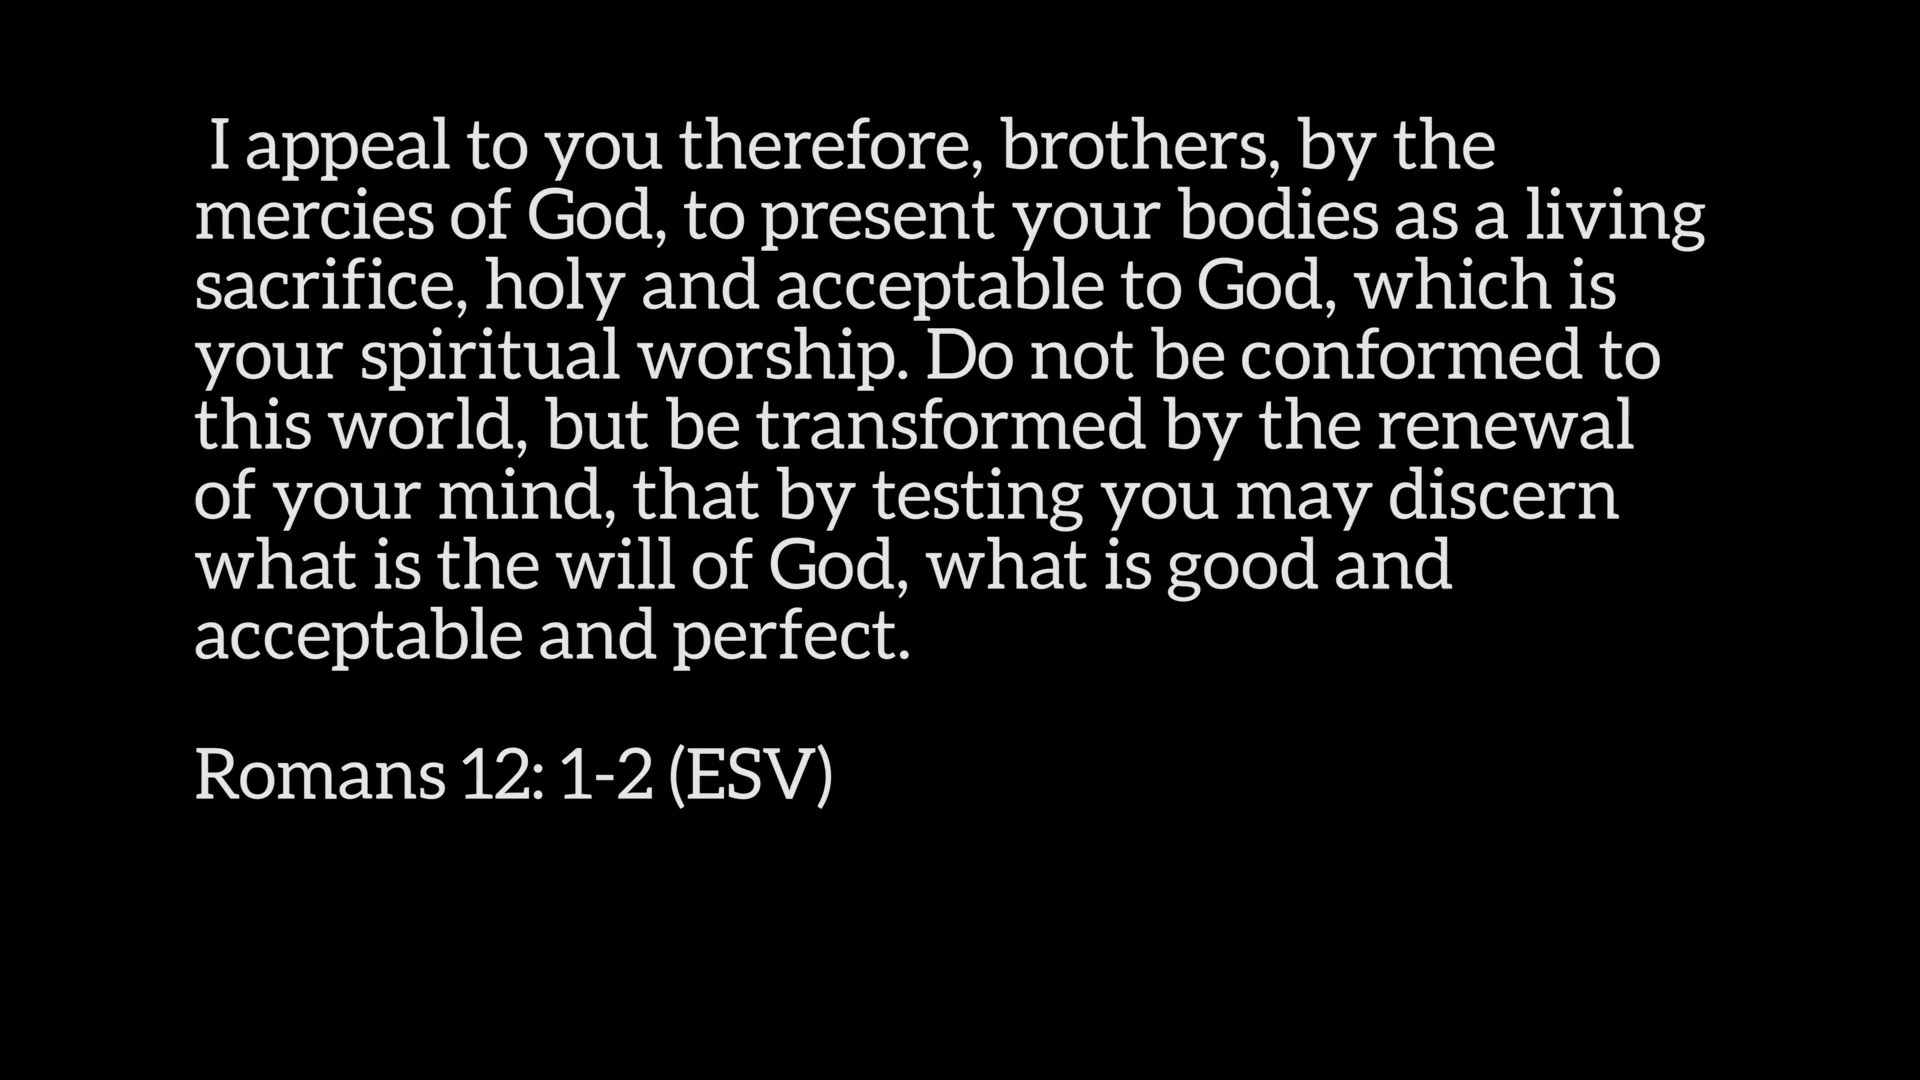 I appeal to you therefore, brothers, by the
mercies of God, to present your bodies as a living
sacrifice, holy and acceptable to God, which is
your spiritual worship. Do not be conformed to
this world, but be transformed by the renewal
of your mind, that by testing you may discern
what is the will of God, what is good and
acceptable and perfect.
Romans 12: 1-2 (ESV)